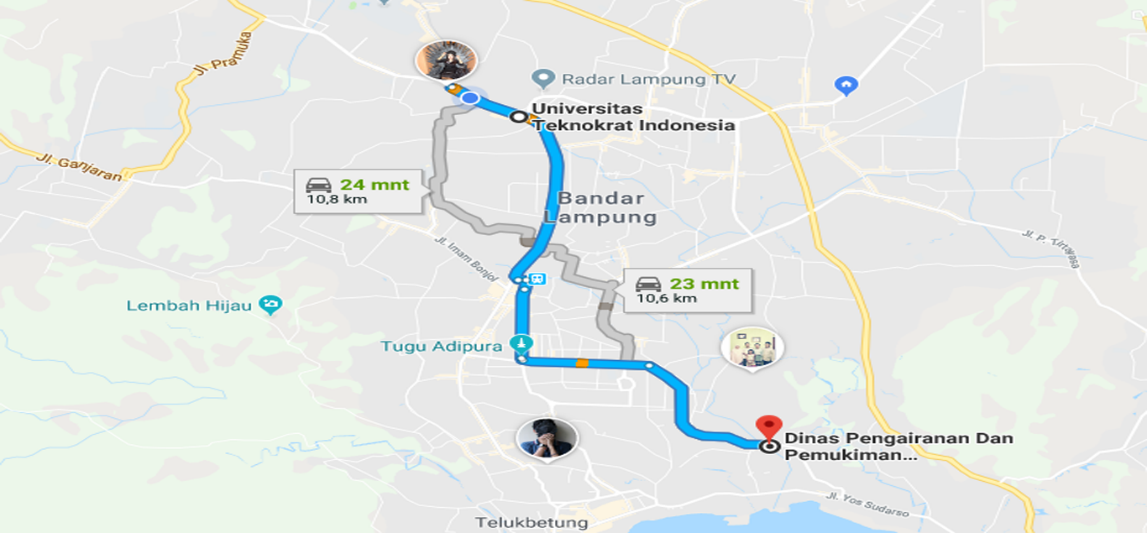 Jl. Pramuka
Radar Lampung TV
Universitas
Teknokrat Indonesia
Jl. Ganjaran
24 mnt
10,8 km
Bandar
Lampung
Jl. Imam Bonjol
Jl. P. Tirtayasa
23 mnt
10,6 km
Lembah Hijau
Tugu Adipura
Dinas Pengairanan Dan
Pemukiman...
Jl. Yos Sudarso
Telukbetung